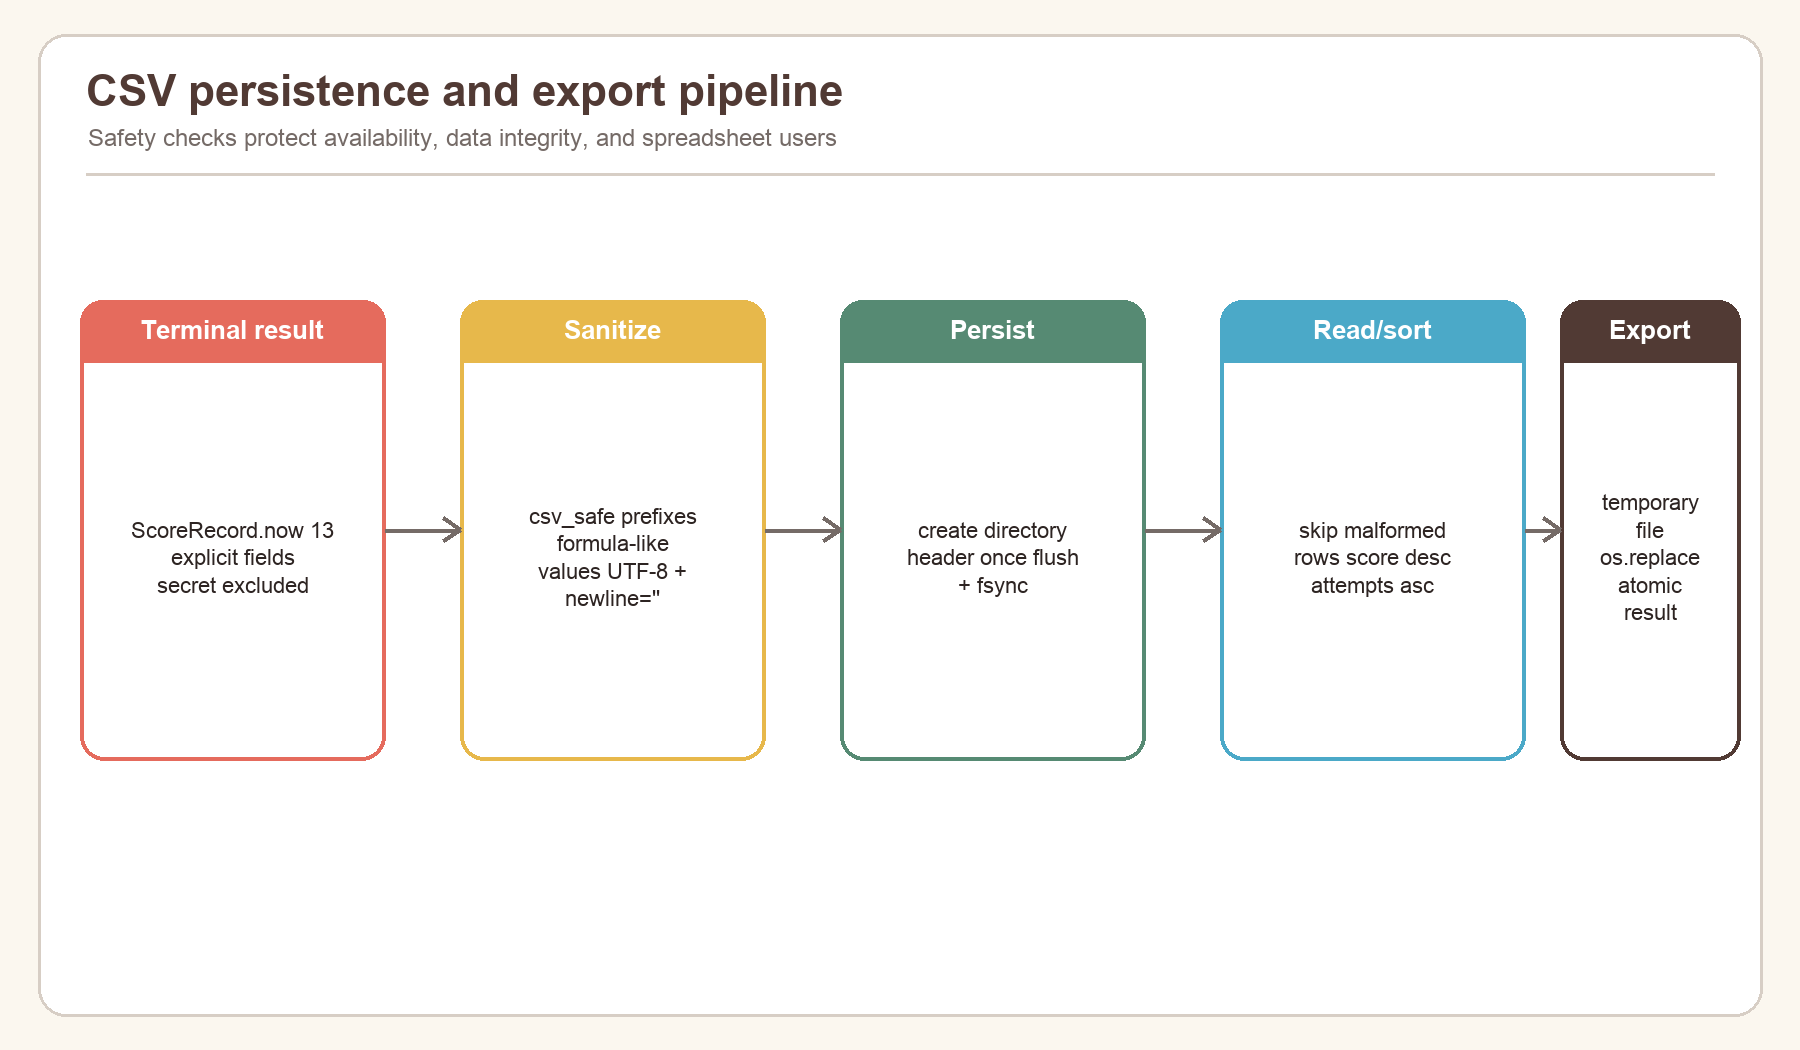 CSV persistence and export pipeline
Safety checks protect availability, data integrity, and spreadsheet users
Terminal result
ScoreRecord.now 13
explicit fields
secret excluded
Sanitize
csv_safe prefixes
formula-like
values UTF-8 +
newline=''
Persist
create directory
header once flush
+ fsync
Read/sort
skip malformed
rows score desc
attempts asc
Export
temporary
file
os.replace
atomic
result